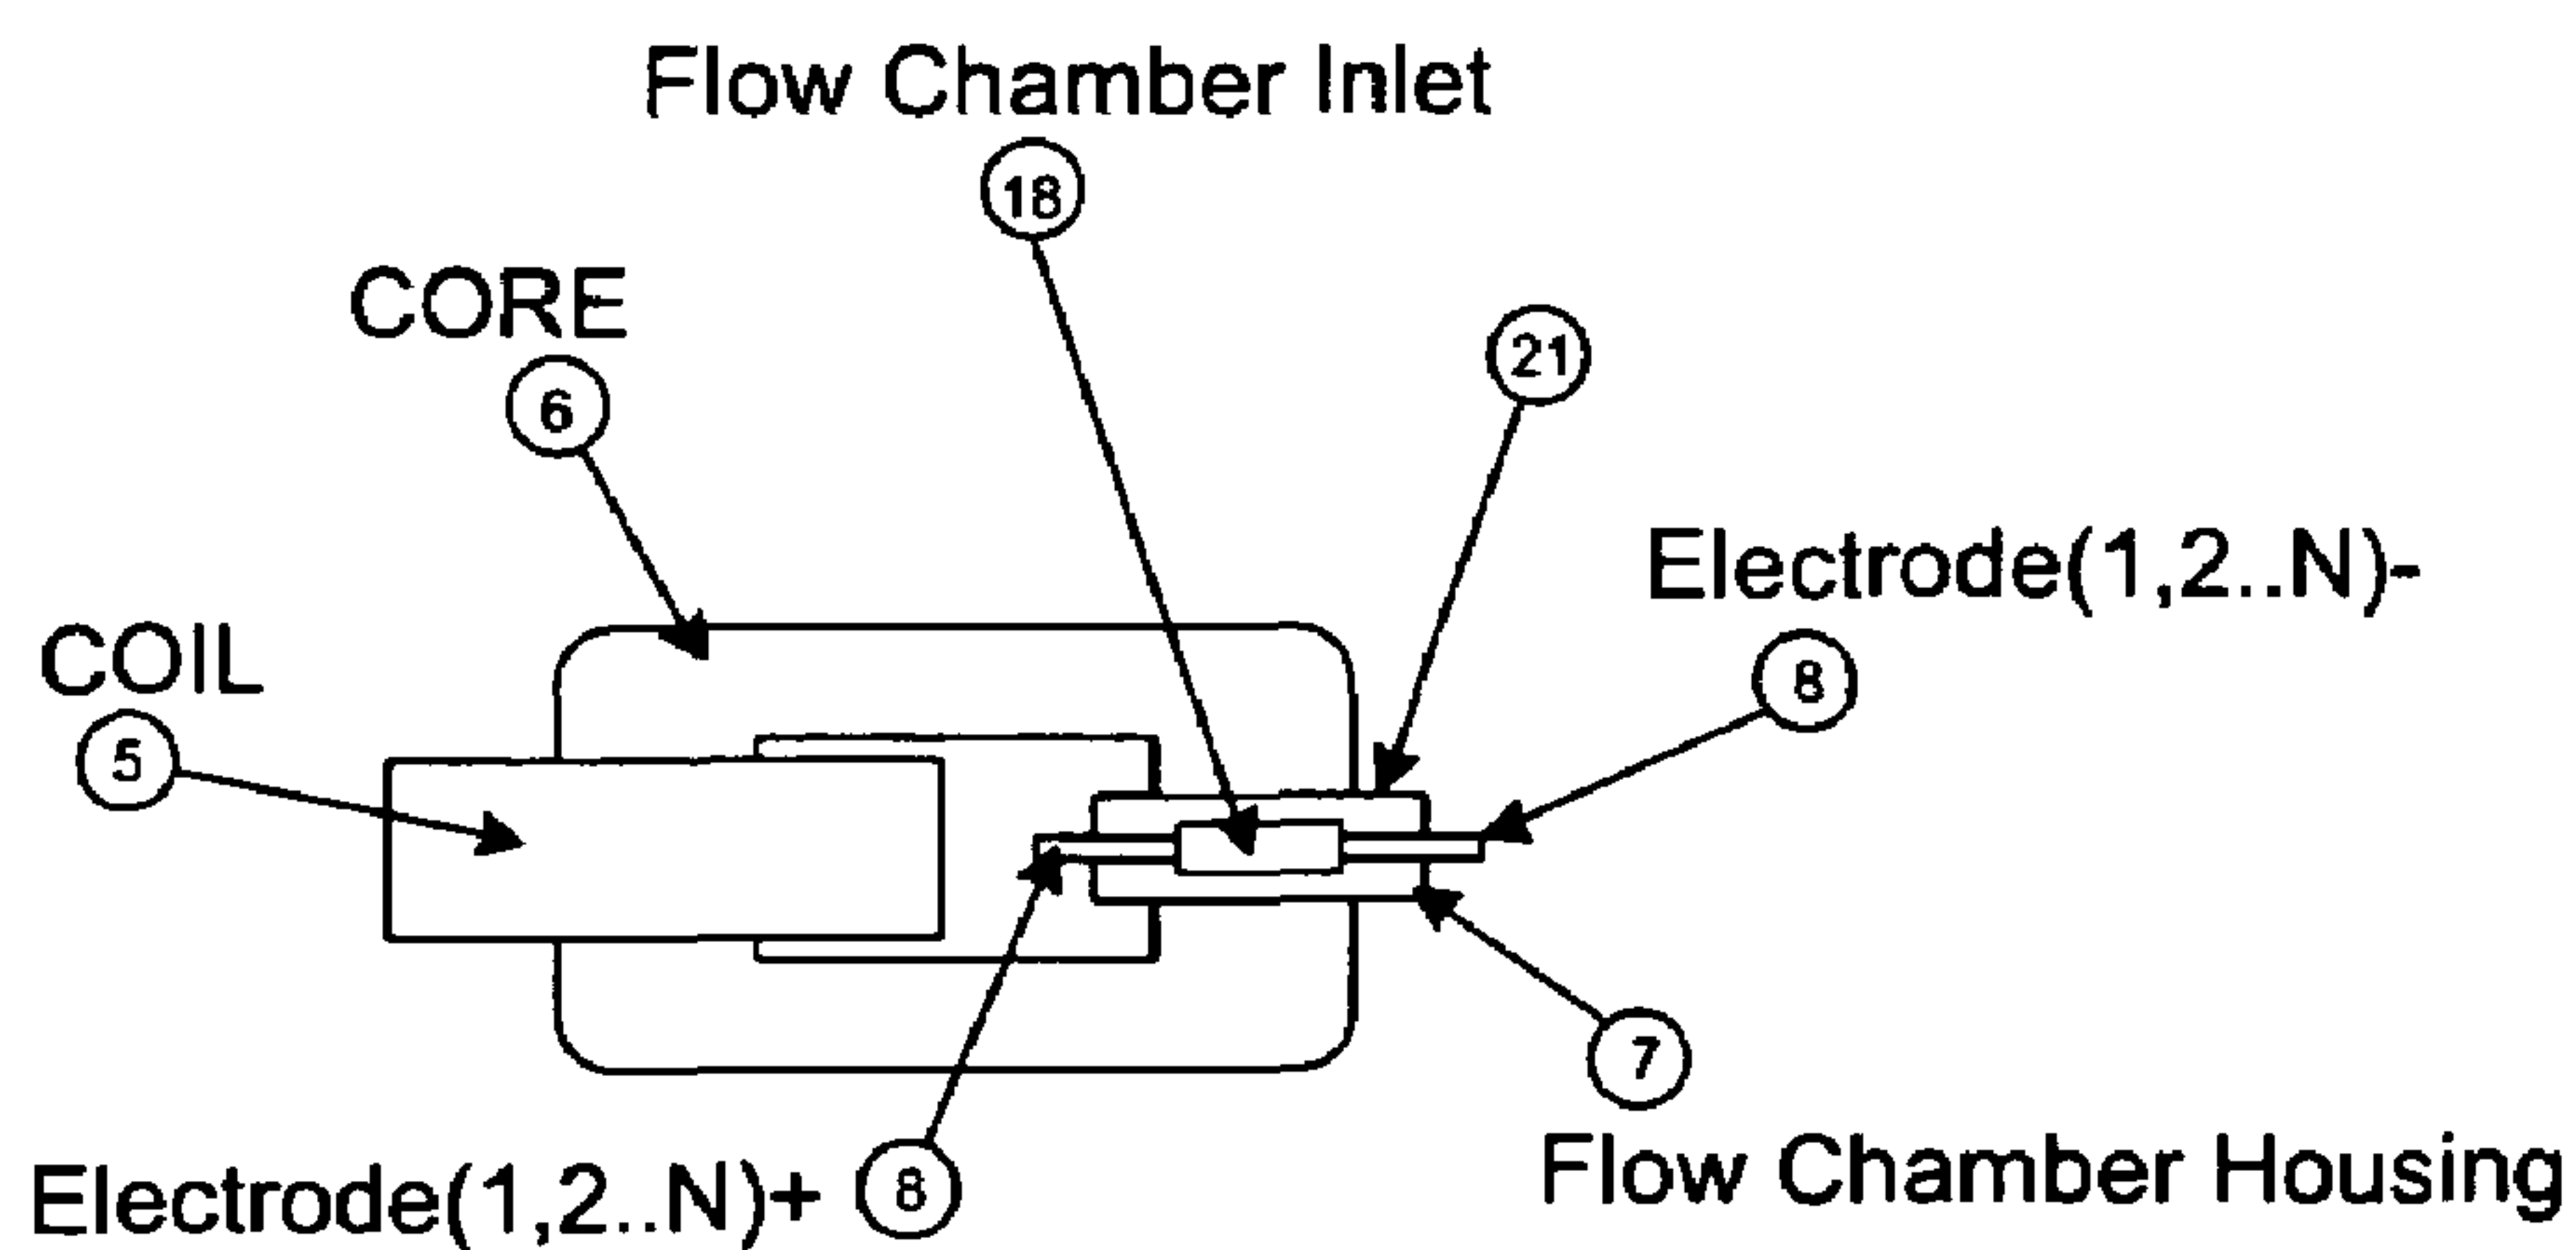 Flow Chamber Inlet
18
CORE
6
21
Electrode(1,2..N)-
8
COIL
5
7
Flow Chamber Housing
Electrode(1,2..N)+ 8